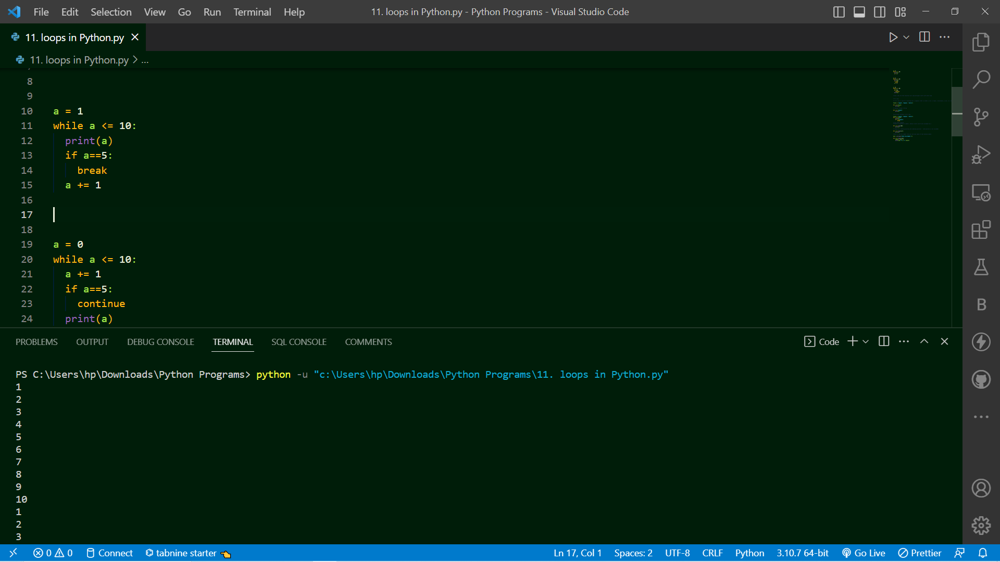 File Edit Selection View Go Run Terminal Help 11. loops in Python.py - Python Programs - Visual Studio Code
11. loops in Python.py
11. loops in Python.py > ...
8
9
10 a = 1
11 while a <= 10:
12 print(a)
13 if a==5:
14 break
15 a += 1
16
17
18
19 a = 0
20 while a <= 10:
21 a += 1
22 if a==5:
23 continue
24 print(a)
PROBLEMS OUTPUT DEBUG CONSOLE TERMINAL SQL CONSOLE COMMENTS Code
PS C:\Users\hp\Downloads\Python Programs> python -u "c:\Users\hp\Downloads\Python Programs\11. loops in Python.py"
1
2
3
4
5
6
7
8
9
10
1
2
3
0 0 Connect tabnine starter Ln 17, Col 1 Spaces: 2 UTF-8 CRLF Python 3.10.7 64-bit Go Live Prettier